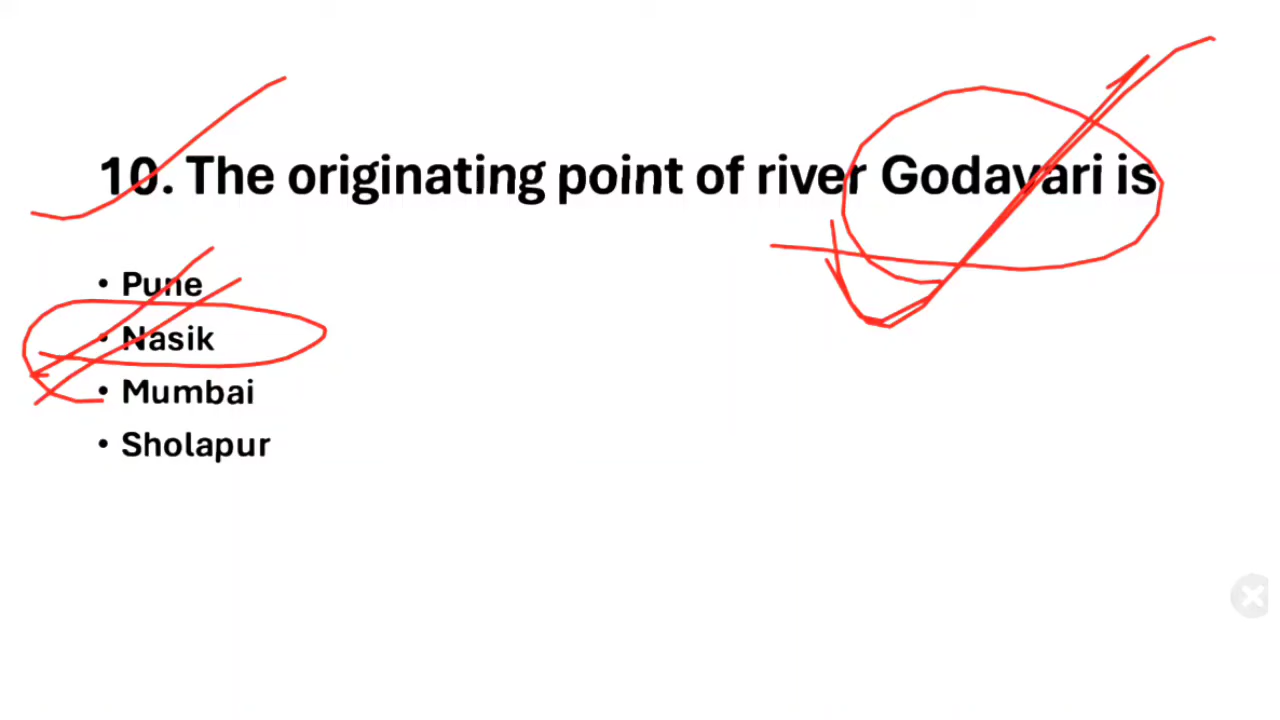 10. The originating point of river Godavari is
• Pune
• Nasik
• Mumbai
• Sholapur